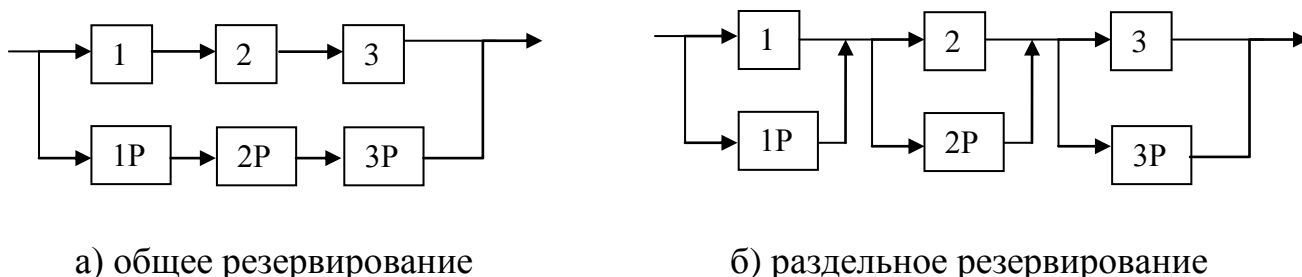 1 2 3
1Р 2Р 3Р
а) общее резервирование
1 2 3
1Р 2Р 3Р
б) раздельное резервирование